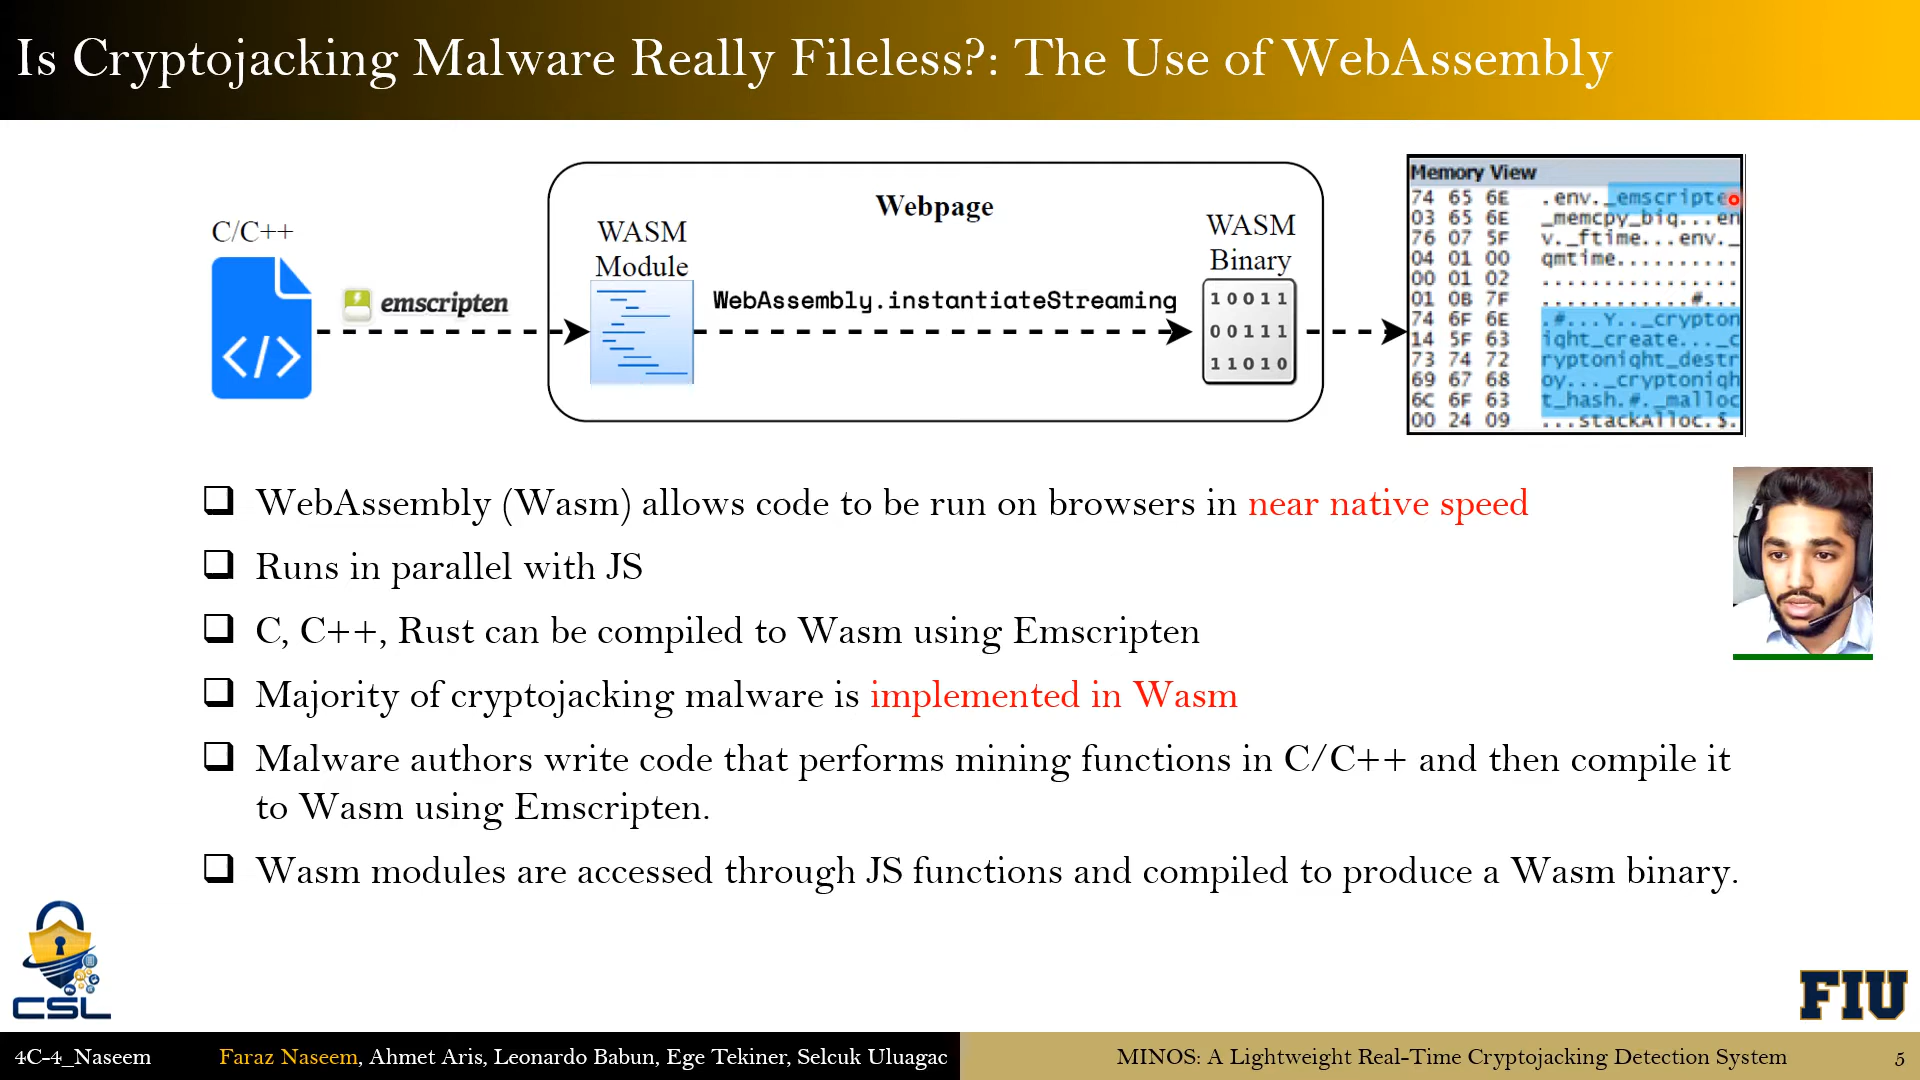 Is Cryptojacking Malware Really Fileless?: The Use of WebAssembly
C/C++
emscripten
Webpage
WASM
Module
WebAssembly.instantiateStreaming
WASM
Binary
10011
00111
11010
Memory View
74 65 6E .env._emscripte
03 65 6E _memcpy_big...en
76 07 5F v._ftime...env._
04 01 00 qmtime..........
00 01 02 ................
01 0B 7F ............#...
74 6F 6E .#...Y.._crypton
14 5F 63 ight_create..._c
73 74 72 ryptonight_destr
69 67 68 oy..._cryptonigh
6C 6F 63 t_hash.#._malloc
00 24 09 ...stackAlloc.$.
WebAssembly (Wasm) allows code to be run on browsers in near native speed
Runs in parallel with JS
C, C++, Rust can be compiled to Wasm using Emscripten
Majority of cryptojacking malware is implemented in Wasm
Malware authors write code that performs mining functions in C/C++ and then compile it
to Wasm using Emscripten.
Wasm modules are accessed through JS functions and compiled to produce a Wasm binary.
CSL
FIU
4C-4_Naseem
Faraz Naseem, Ahmet Aris, Leonardo Babun, Ege Tekiner, Selcuk Uluagac
MINOS: A Lightweight Real-Time Cryptojacking Detection System
5